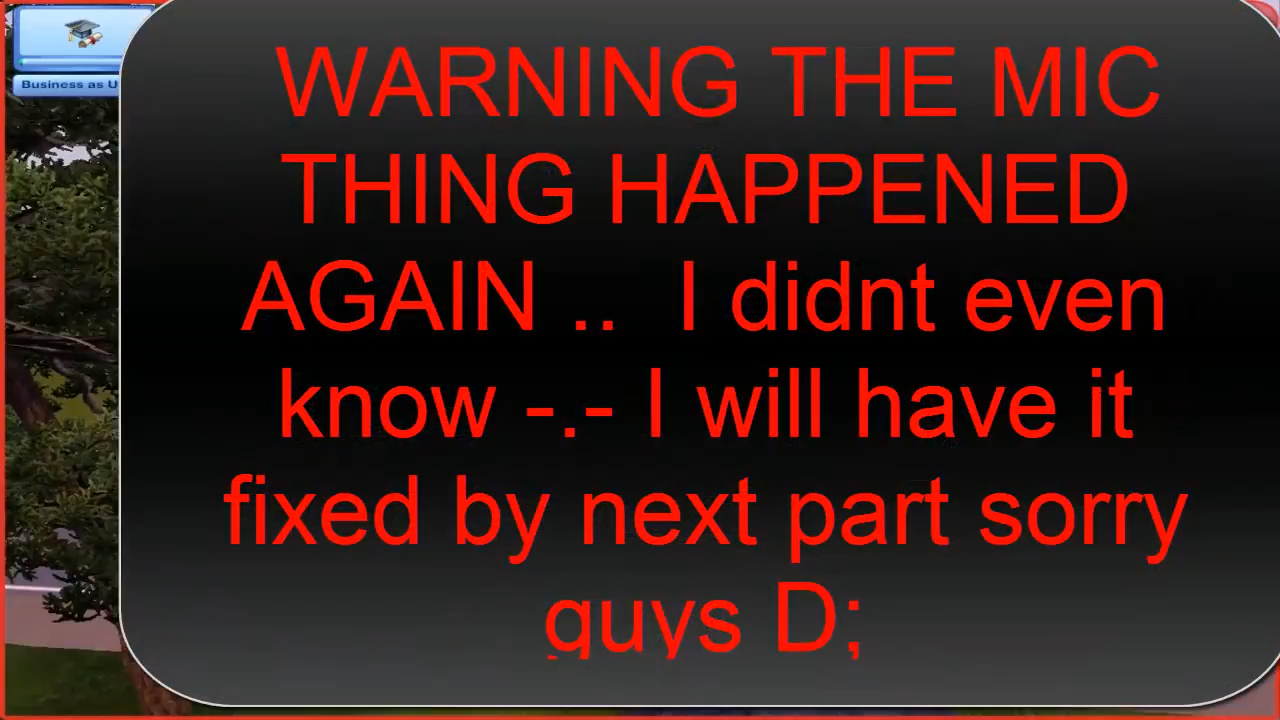 Business as U
WARNING THE MIC
THING HAPPENED
AGAIN .. I didnt even
know -.- I will have it
fixed by next part sorry
guys D;